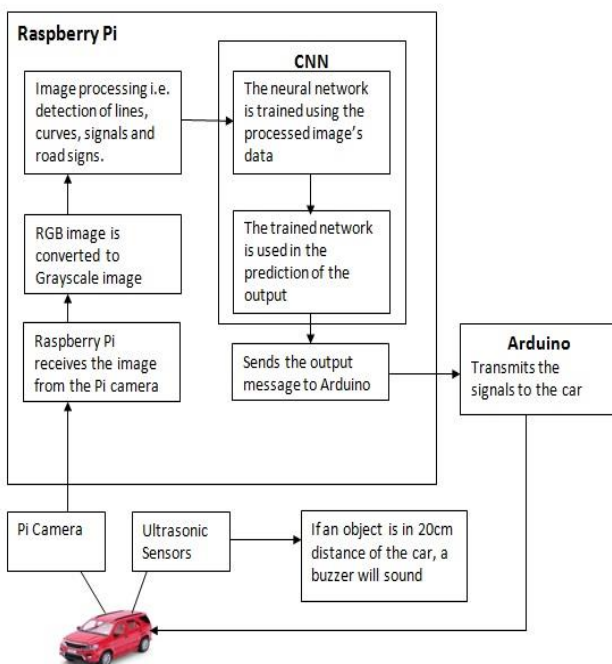 Raspberry Pi
CNN
Image processing i.e.
detection of lines,
curves, signals and
road signs.
The neural network
is trained using the
processed image's
data
RGB image is
converted to
Grayscale image
The trained network
is used in the
prediction of the
output
Raspberry Pi
receives the image
from the Pi camera
Sends the output
message to Arduino
Arduino
Transmits the
signals to the car
Pi Camera
Ultrasonic
Sensors
If an object is in 20cm
distance of the car, a
buzzer will sound